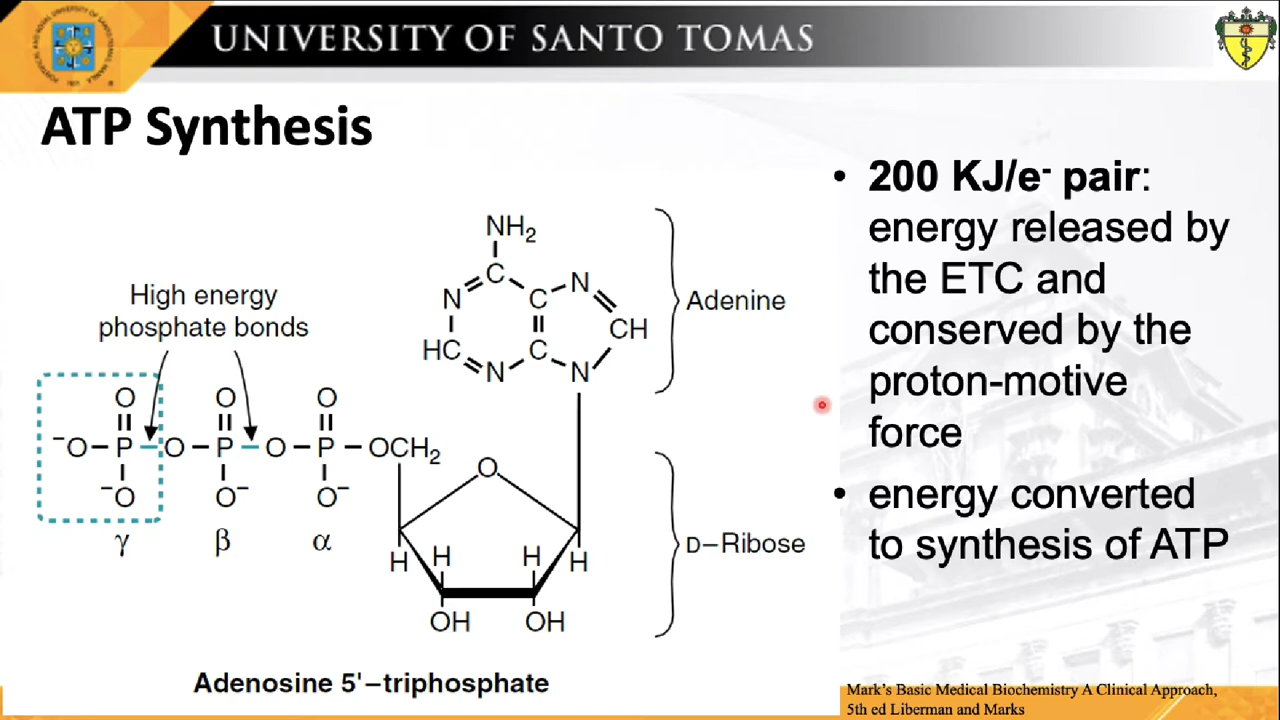 UNIVERSITY OF SANTO TOMAS
ATP Synthesis
• 200 KJ/e- pair:
energy released by
the ETC and
conserved by the
proton-motive
force
• energy converted
to synthesis of ATP
High energy
phosphate bonds
NH₂
C
N
C
N
Adenine
CH
HC
N
C
N
O
O
O
⁻O
P
O
P
O
P
OCH₂
⁻O
O⁻
O⁻
γ
β
α
O
D–Ribose
H
H
H
H
OH
OH
Adenosine 5'–triphosphate
Mark's Basic Medical Biochemistry A Clinical Approach,
5th ed Liberman and Marks